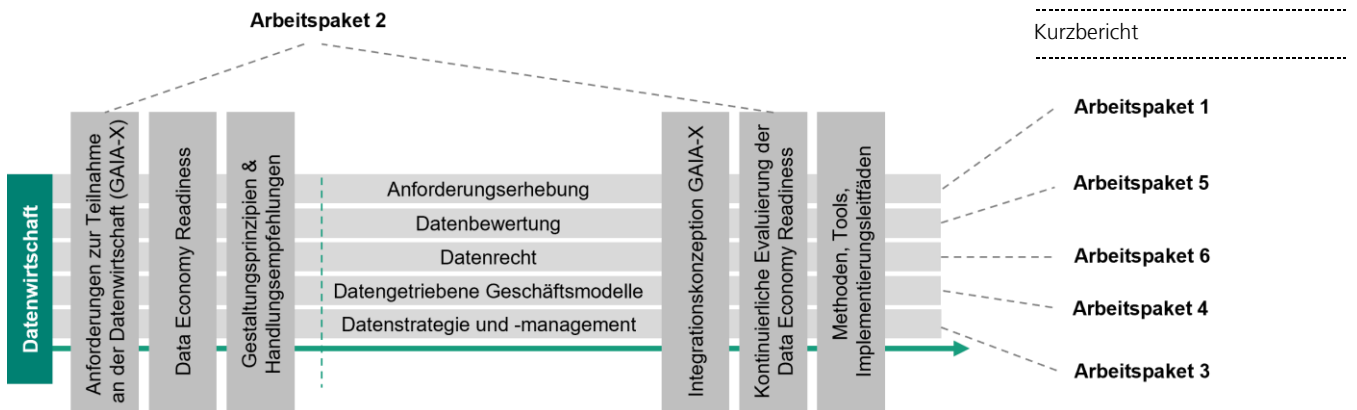 Arbeitspaket 2
Kurzbericht
Datenwirtschaft
Anforderungen zur Teilnahme
an der Datenwirtschaft (GAIA-X)
Data Economy Readiness
Gestaltungsprinzipien &
Handlungsempfehlungen
Anforderungserhebung
Datenbewertung
Datenrecht
Datengetriebene Geschäftsmodelle
Datenstrategie und -management
Integrationskonzeption GAIA-X
Kontinuierliche Evaluierung der
Data Economy Readiness
Methoden, Tools,
Implementierungsleitfäden
Arbeitspaket 1
Arbeitspaket 5
Arbeitspaket 6
Arbeitspaket 4
Arbeitspaket 3